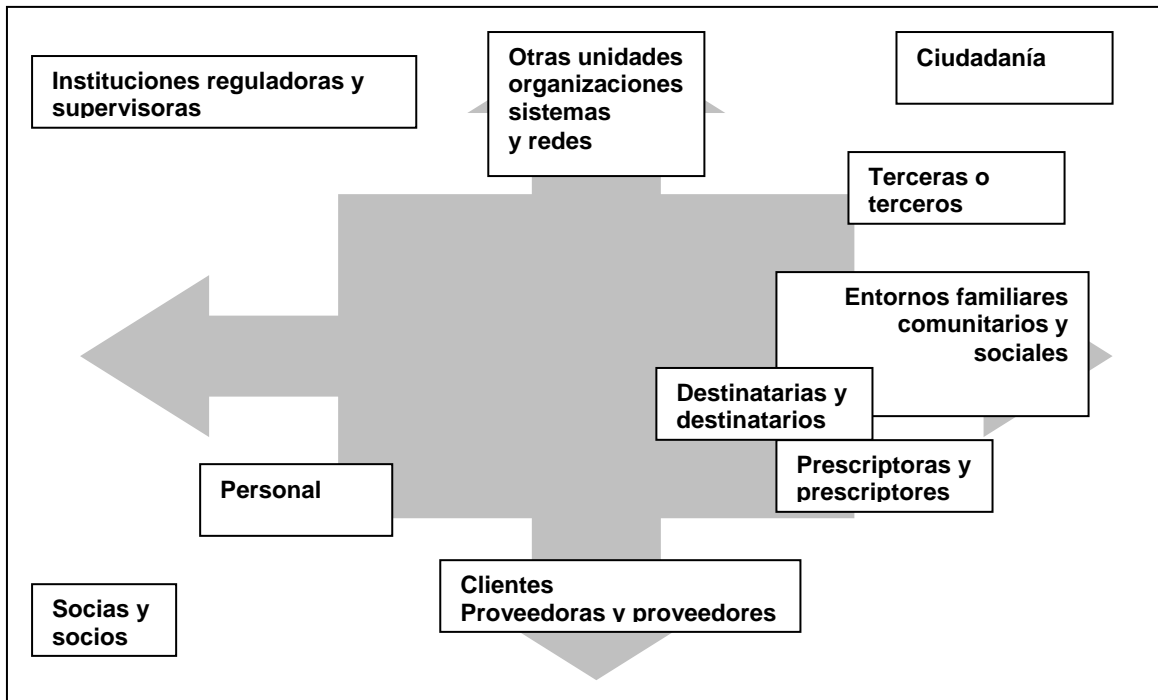 Instituciones reguladoras y
supervisoras
Otras unidades
organizaciones
sistemas
y redes
Ciudadanía
Terceras o
terceros
Entornos familiares
comunitarios y
sociales
Destinatarias y
destinatarios
Prescriptoras y
prescriptores
Personal
Clientes
Proveedoras y proveedores
Socias y
socios